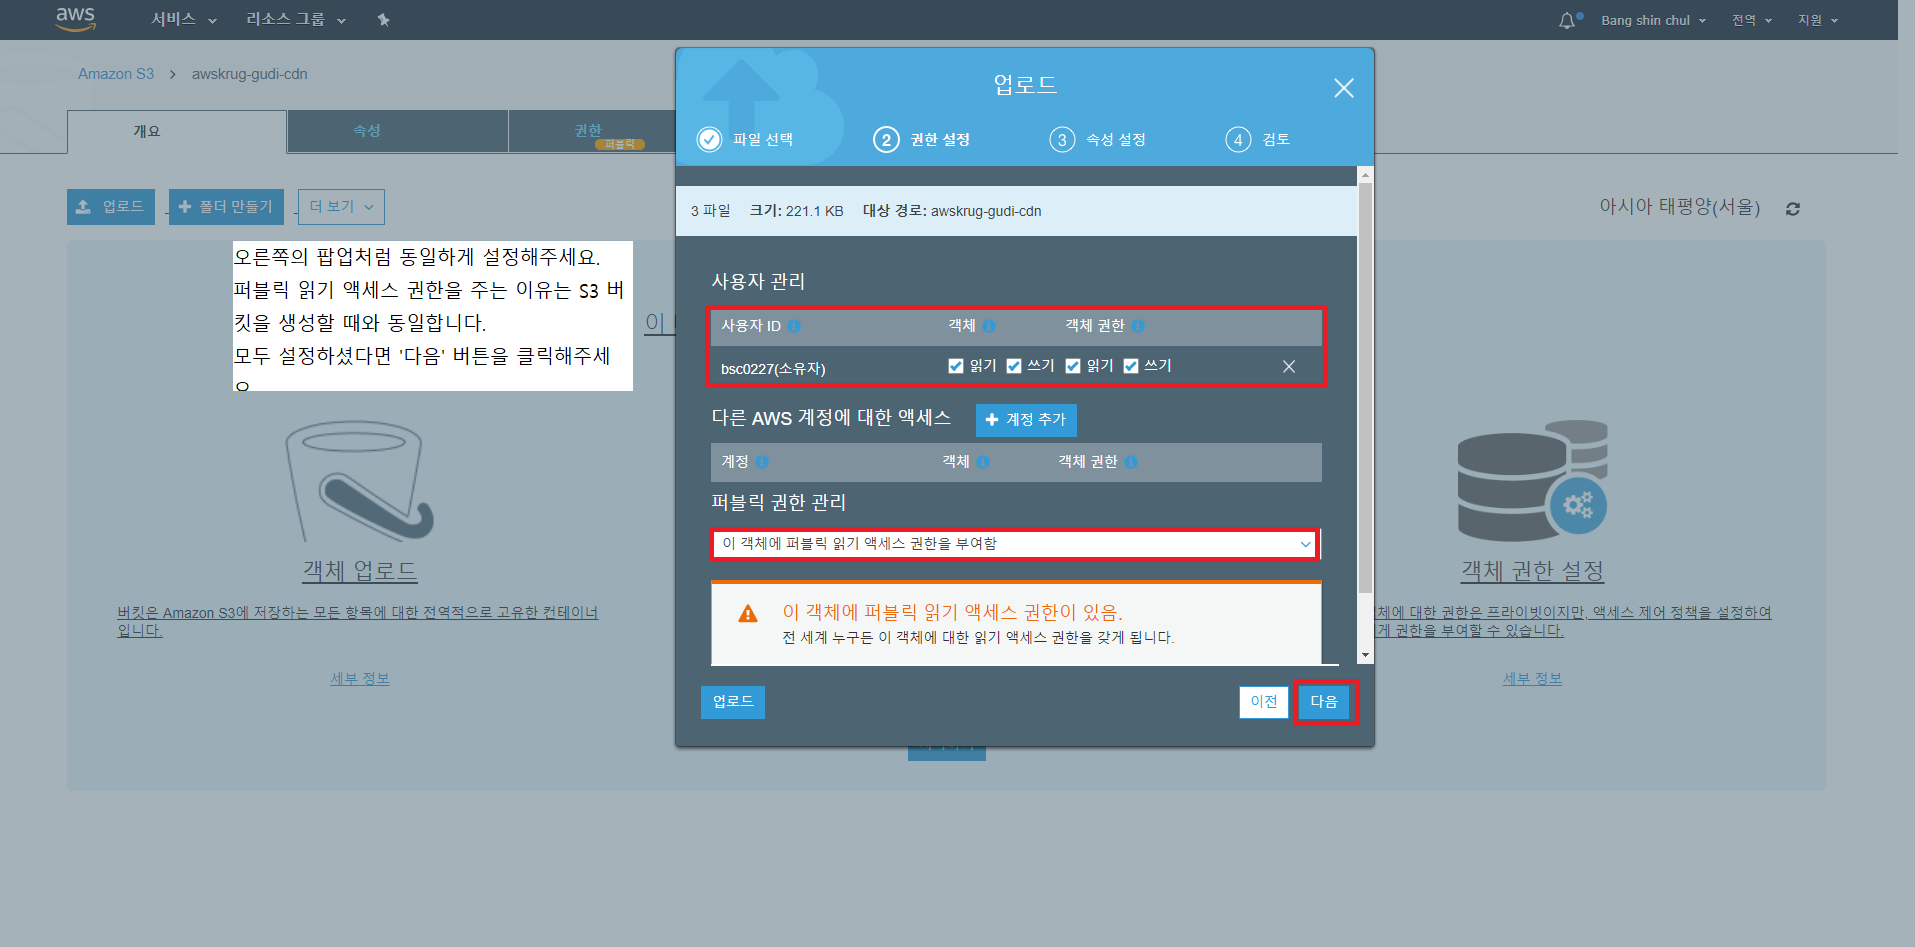 aws
서비스
리소스 그룹
Bang shin chul
전역
지원
Amazon S3 > awskrug-gudi-cdn
개요
속성
권한
퍼블릭
업로드
폴더 만들기
더 보기
아시아 태평양(서울)
오른쪽의 팝업처럼 동일하게 설정해주세요.
퍼블릭 읽기 액세스 권한을 주는 이유는 S3 버
킷을 생성할 때와 동일합니다.
모두 설정하셨다면 '다음' 버튼을 클릭해주세
요
이
객체 업로드
버킷은 Amazon S3에 저장하는 모든 항목에 대한 전역적으로 고유한 컨테이너
입니다.
세부 정보
업로드
파일 선택
2 권한 설정
3 속성 설정
4 검토
3 파일 크기: 221.1 KB 대상 경로: awskrug-gudi-cdn
사용자 관리
사용자 ID 객체 객체 권한
bsc0227(소유자) 읽기 쓰기 읽기 쓰기
다른 AWS 계정에 대한 액세스
계정 추가
계정 객체 객체 권한
퍼블릭 권한 관리
이 객체에 퍼블릭 읽기 액세스 권한을 부여함
이 객체에 퍼블릭 읽기 액세스 권한이 있음.
전 세계 누구든 이 객체에 대한 읽기 액세스 권한을 갖게 됩니다.
업로드
이전
다음
객체 권한 설정
체에 대한 권한은 프라이빗이지만, 액세스 제어 정책을 설정하여
게 권한을 부여할 수 있습니다.
세부 정보